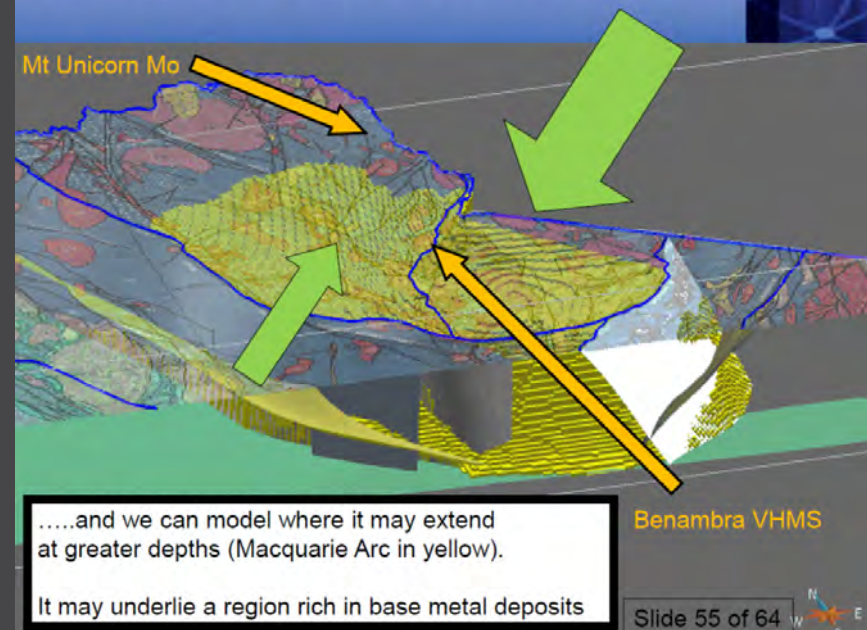 Mt Unicorn Mo
.....and we can model where it may extend
at greater depths (Macquarie Arc in yellow).
It may underlie a region rich in base metal deposits
Benambra VHMS
Slide 55 of 64
N
W
E